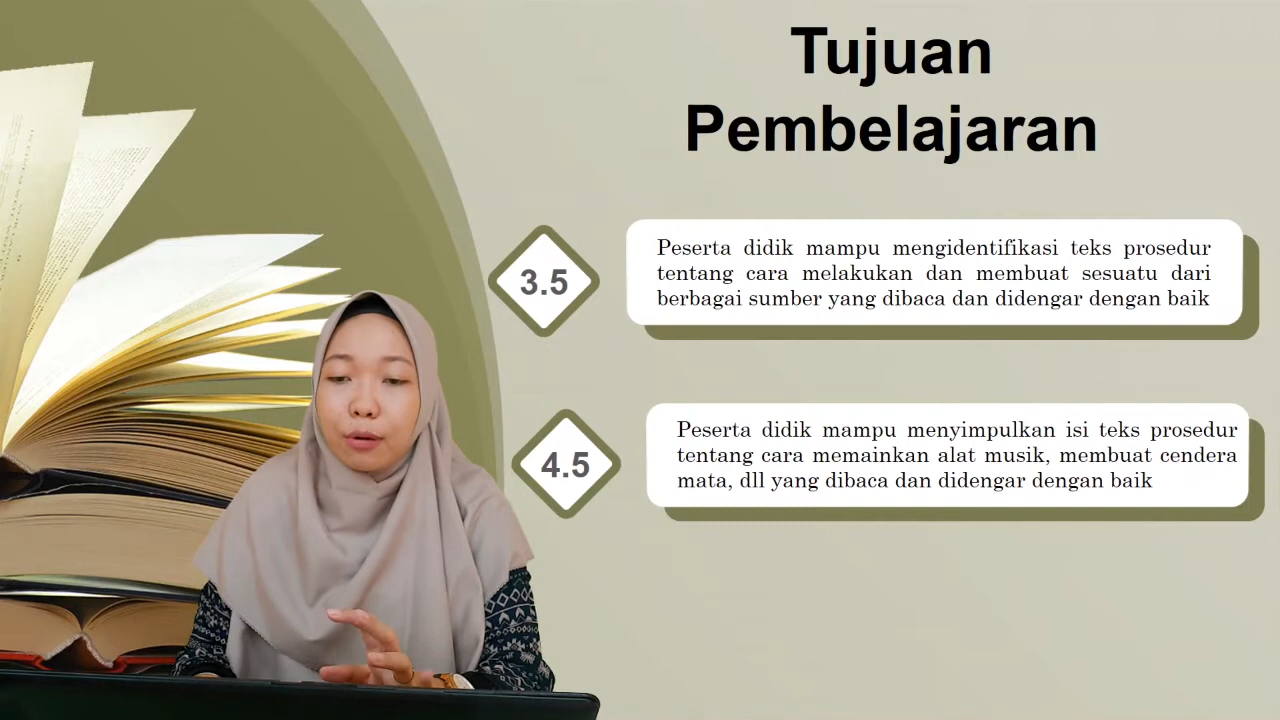 Tujuan
Pembelajaran
3.5
Peserta didik mampu mengidentifikasi teks prosedur
tentang cara melakukan dan membuat sesuatu dari
berbagai sumber yang dibaca dan didengar dengan baik
4.5
Peserta didik mampu menyimpulkan isi teks prosedur
tentang cara memainkan alat musik, membuat cendera
mata, dll yang dibaca dan didengar dengan baik